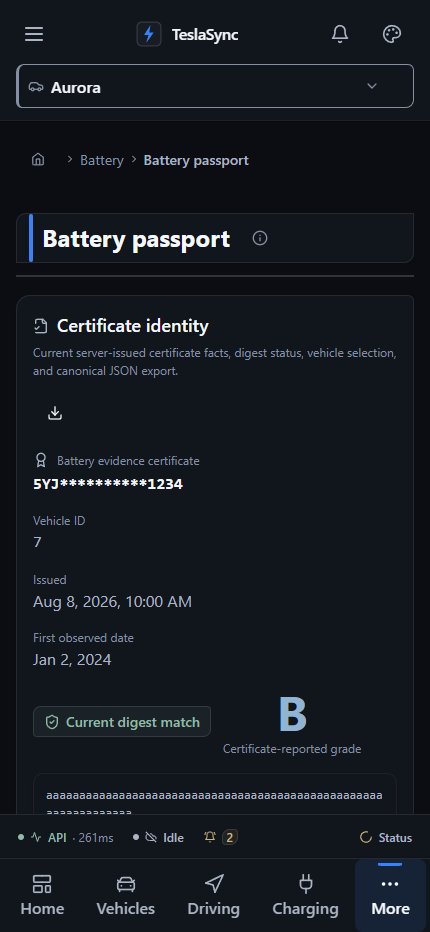 TeslaSync
Aurora
Battery
Battery passport
Battery passport
Certificate identity
Current server-issued certificate facts, digest status, vehicle selection,
and canonical JSON export.
Battery evidence certificate
5YJ**********1234
Vehicle ID
7
Issued
Aug 8, 2026, 10:00 AM
First observed date
Jan 2, 2024
Current digest match
B
Certificate-reported grade
API · 261ms
Idle
2
Status
Home
Vehicles
Driving
Charging
More